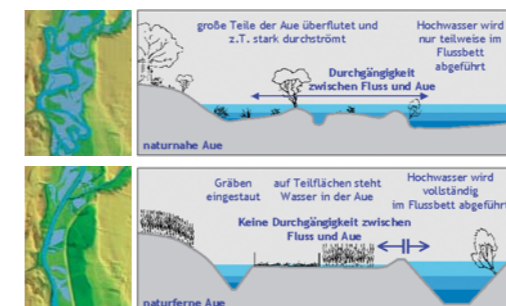 große Teile der Aue überflutet und
z.T. stark durchströmt
Hochwasser wird
nur teilweise im
Flussbett
abgeführt
Durchgängigkeit
zwischen Fluss und Aue
naturnahe Aue
Gräben
eingestaut
auf Teilflächen steht
Wasser in der Aue
Hochwasser wird
vollständig
im Flussbett abgeführt
Keine Durchgängigkeit zwischen
Fluss und Aue
naturferne Aue